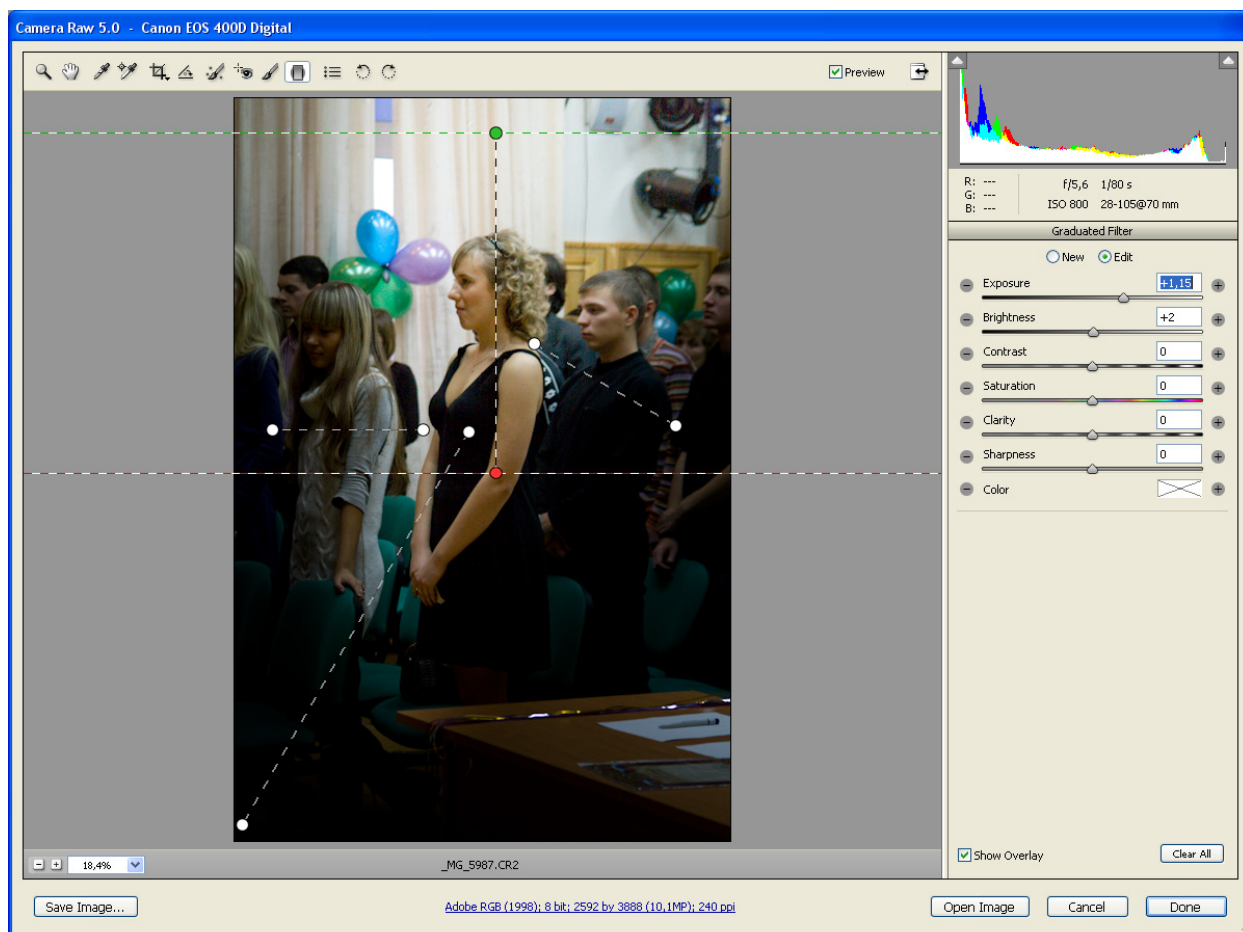 Camera Raw 5.0 - Canon EOS 400D Digital
Preview
R: ---
G: ---
B: ---
f/5,6 1/80 s
ISO 800 28-105@70 mm
Graduated Filter
New Edit
Exposure +1,15
Brightness +2
Contrast 0
Saturation 0
Clarity 0
Sharpness 0
Color
Show Overlay Clear All
18,4% _MG_5987.CR2
Save Image... Adobe RGB (1998); 8 bit; 2592 by 3888 (10,1MP); 240 ppi Open Image Cancel Done